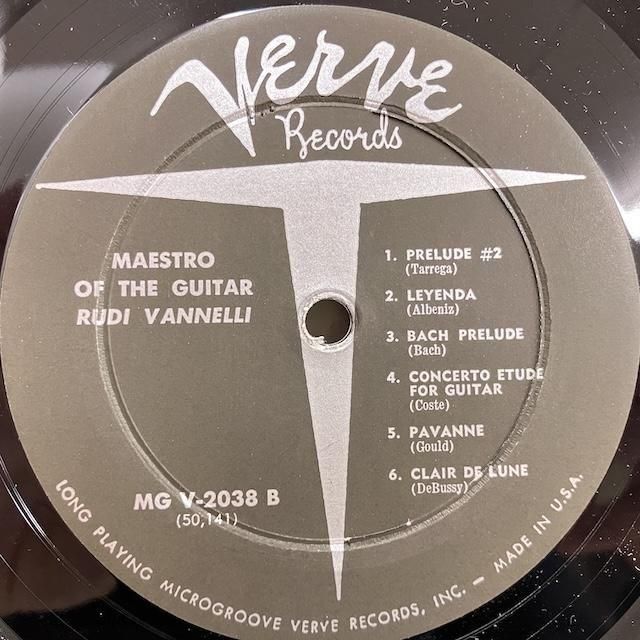 Verve
Records
MAESTRO
OF THE GUITAR
RUDI VANNELLI
1. PRELUDE #2
(Tarrega)
2. LEYENDA
(Albeniz)
3. BACH PRELUDE
(Bach)
4. CONCERTO ETUDE
FOR GUITAR
(Coste)
5. PAVANNE
(Gould)
6. CLAIR DE LUNE
(DeBussy)
MG V-2038 B
(50,141)
LONG PLAYING MICROGROOVE VERVE RECORDS, INC. — MADE IN U.S.A.